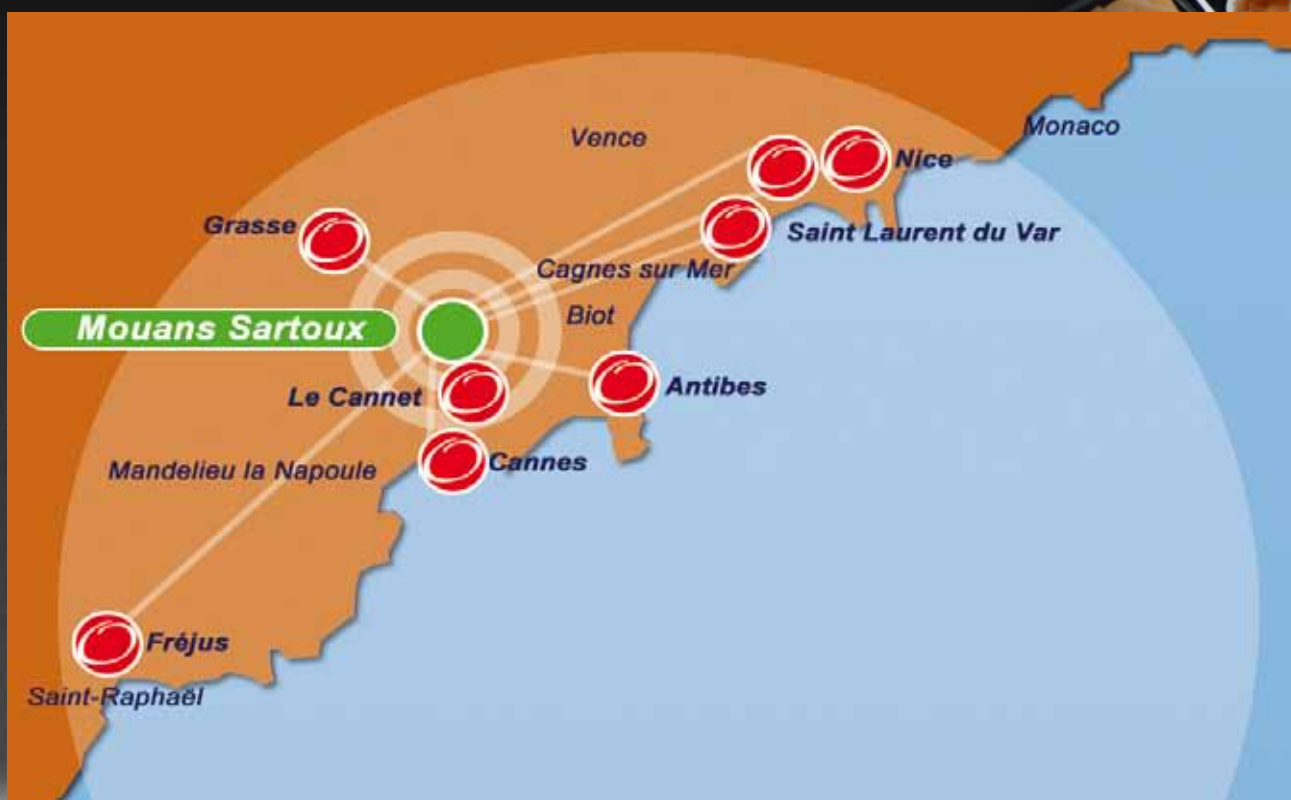 Monaco
Vence
Nice
Grasse
Saint Laurent du Var
Cagnes sur Mer
Biot
Mouans Sartoux
Antibes
Le Cannet
Cannes
Mandelieu la Napoule
Fréjus
Saint-Raphaël